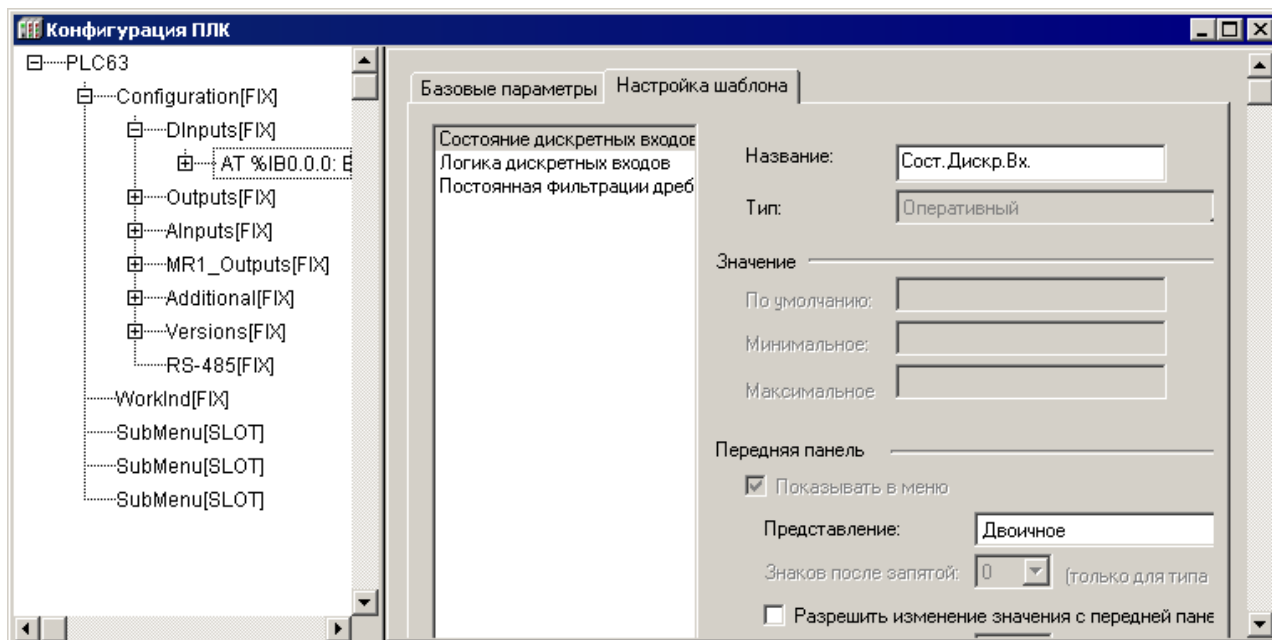 Конфигурация ПЛК
PLC63
Configuration[FIX]
DInputs[FIX]
AT %IB0.0.0:
Outputs[FIX]
AInputs[FIX]
MR1_Outputs[FIX]
Additional[FIX]
Versions[FIX]
RS-485[FIX]
WorkInd[FIX]
SubMenu[SLOT]
SubMenu[SLOT]
SubMenu[SLOT]
Базовые параметры
Настройка шаблона
Состояние дискретных входов
Логика дискретных входов
Постоянная фильтрации дреб
Название: Сост.Дискр.Вх.
Тип: Оперативный
Значение
По умолчанию:
Минимальное:
Максимальное
Передняя панель
Показывать в меню
Представление: Двоичное
Знаков после запятой: 0 (только для типа
Разрешить изменение значения с передней пане